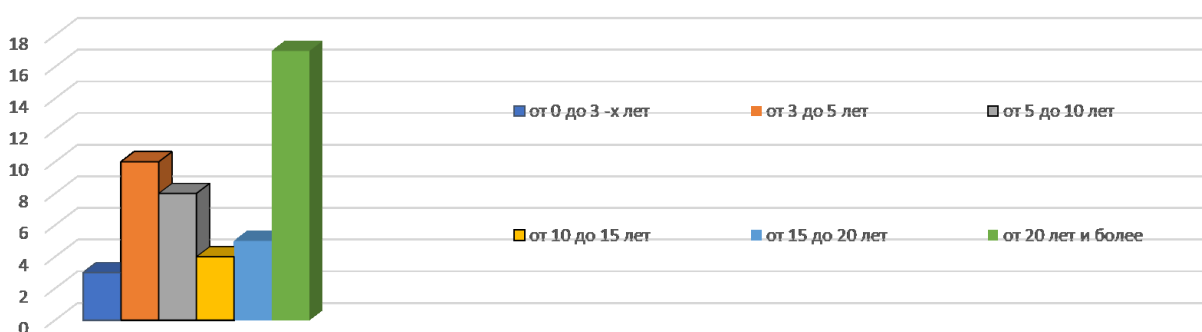 18
16
14
12
10
8
6
4
2
0
от 0 до 3 -х лет
от 3 до 5 лет
от 5 до 10 лет
от 10 до 15 лет
от 15 до 20 лет
от 20 лет и более